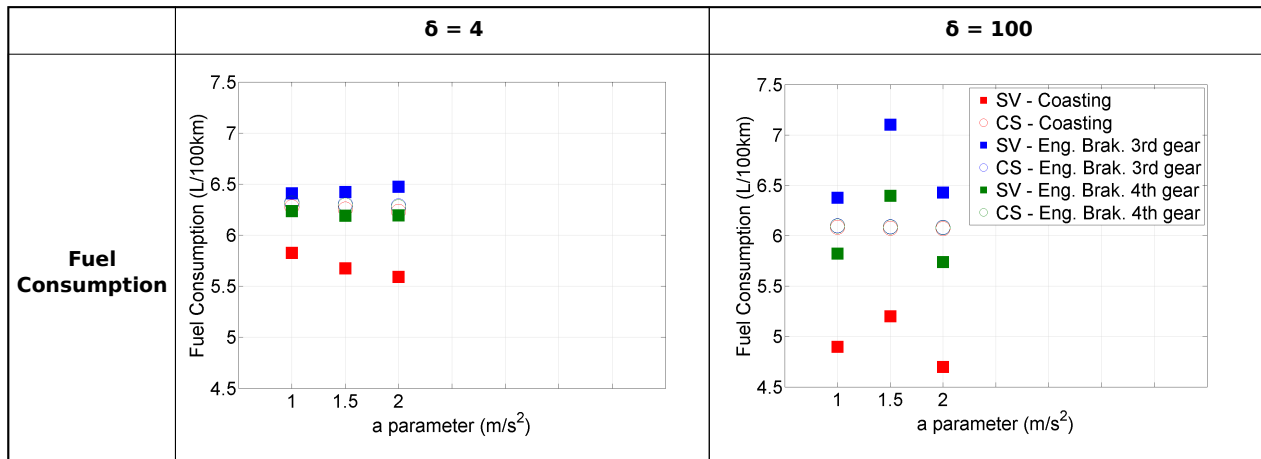 δ = 4
δ = 100
Fuel
Consumption
Fuel Consumption (L/100km)
7.5
7
6.5
6
5.5
5
4.5
1
1.5
2
a parameter (m/s²)
Fuel Consumption (L/100km)
7.5
7
6.5
6
5.5
5
4.5
1
1.5
2
a parameter (m/s²)
SV - Coasting
CS - Coasting
SV - Eng. Brak. 3rd gear
CS - Eng. Brak. 3rd gear
SV - Eng. Brak. 4th gear
CS - Eng. Brak. 4th gear